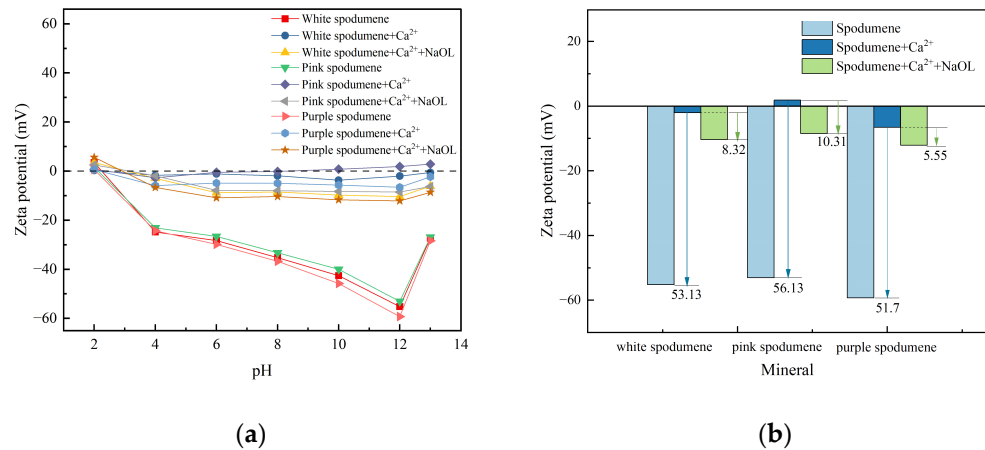 White spodumene
White spodumene+Ca²⁺
White spodumene+Ca²⁺+NaOL
Pink spodumene
Pink spodumene+Ca²⁺
Pink spodumene+Ca²⁺+NaOL
Purple spodumene
Purple spodumene+Ca²⁺
Purple spodumene+Ca²⁺+NaOL
60
40
20
0
−20
−40
−60
Zeta potential (mV)
2 4 6 8 10 12 14
pH
(a)
Spodumene
Spodumene+Ca²⁺
Spodumene+Ca²⁺+NaOL
20
0
−20
−40
−60
Zeta potential (mV)
8.32
10.31
5.55
53.13
56.13
51.7
white spodumene pink spodumene purple spodumene
Mineral
(b)